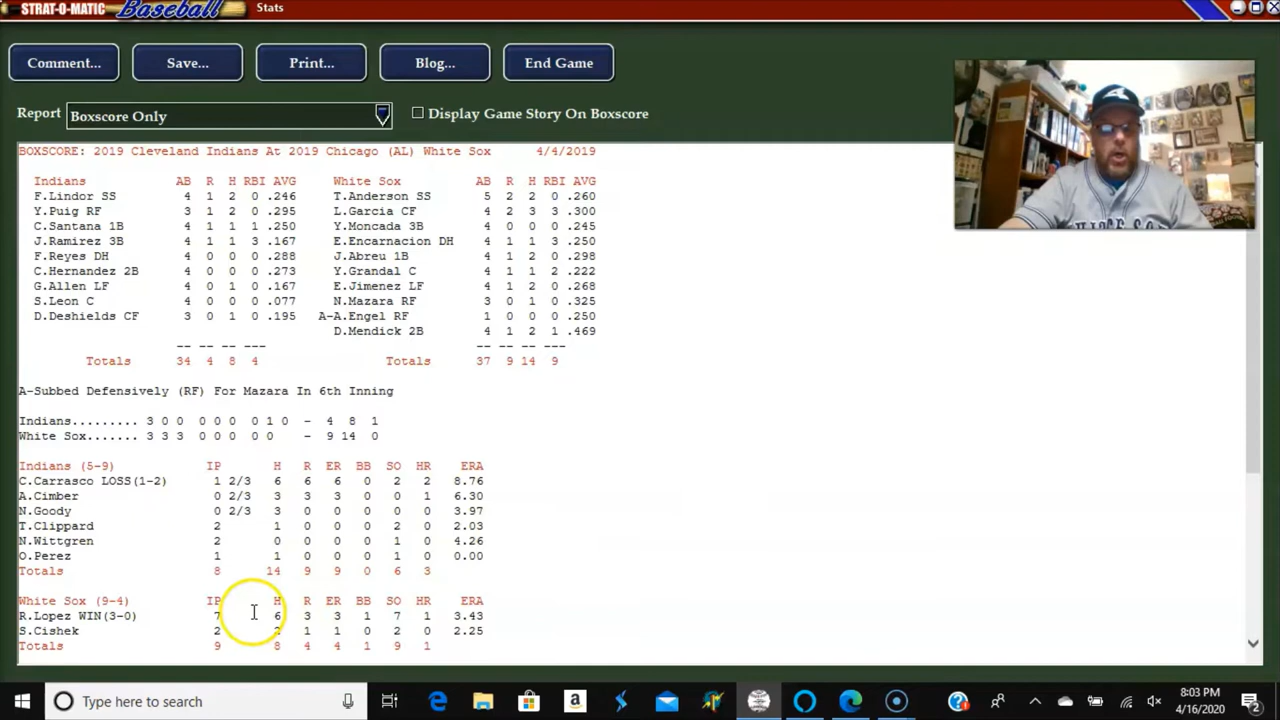 STRAT-O-MATIC Baseball Stats
Comment... Save... Print... Blog... End Game
Report Boxscore Only Display Game Story On Boxscore
BOXSCORE: 2019 Cleveland Indians At 2019 Chicago (AL) White Sox 4/4/2019
Indians AB R H RBI AVG White Sox AB R H RBI AVG
F.Lindor SS 4 1 2 0 .246 T.Anderson SS 5 2 2 0 .260
Y.Puig RF 3 1 2 0 .295 L.Garcia CF 4 2 3 3 .300
C.Santana 1B 4 1 1 1 .250 Y.Moncada 3B 4 0 0 0 .245
J.Ramirez 3B 4 1 1 3 .167 E.Encarnacion DH 4 1 1 3 .250
F.Reyes DH 4 0 0 0 .288 J.Abreu 1B 4 1 2 0 .298
C.Hernandez 2B 4 0 0 0 .273 Y.Grandal C 4 1 1 2 .222
G.Allen LF 4 0 1 0 .167 E.Jimenez LF 4 1 2 0 .268
S.Leon C 4 0 0 0 .077 N.Mazara RF 3 0 1 0 .325
D.Deshields CF 3 0 1 0 .195 A-A.Engel RF 1 0 0 0 .250
D.Mendick 2B 4 1 2 1 .469
-- -- -- --- -- -- -- ---
Totals 34 4 8 4 Totals 37 9 14 9
A-Subbed Defensively (RF) For Mazara In 6th Inning
Indians......... 3 0 0 0 0 0 0 1 0 - 4 8 1
White Sox....... 3 3 3 0 0 0 0 0 - 9 14 0
Indians (5-9) IP H R ER BB SO HR ERA
C.Carrasco LOSS(1-2) 1 2/3 6 6 6 0 2 2 8.76
A.Cimber 0 2/3 3 3 3 0 0 1 6.30
N.Goody 0 2/3 3 0 0 0 0 0 3.97
T.Clippard 2 1 0 0 0 2 0 2.03
N.Wittgren 2 0 0 0 0 1 0 4.26
O.Perez 1 1 0 0 0 1 0 0.00
Totals 8 14 9 9 0 6 3
White Sox (9-4) IP H R ER BB SO HR ERA
R.Lopez WIN(3-0) 7 6 3 3 1 7 1 3.43
S.Cishek 2 2 1 1 0 2 0 2.25
Totals 9 8 4 4 1 9 1
Type here to search
8:03 PM
4/16/2020